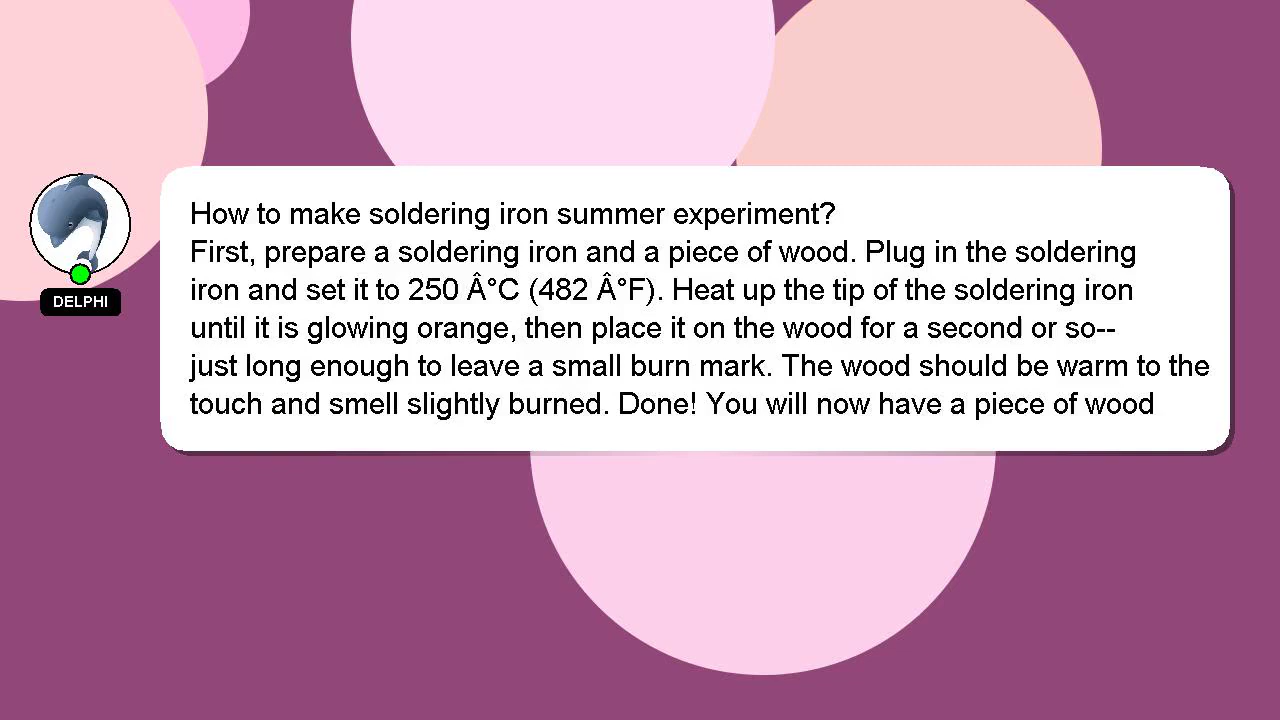 How to make soldering iron summer experiment?
First, prepare a soldering iron and a piece of wood. Plug in the soldering
iron and set it to 250 Â°C (482 Â°F). Heat up the tip of the soldering iron
until it is glowing orange, then place it on the wood for a second or so--
just long enough to leave a small burn mark. The wood should be warm to the
touch and smell slightly burned. Done! You will now have a piece of wood
DELPHI